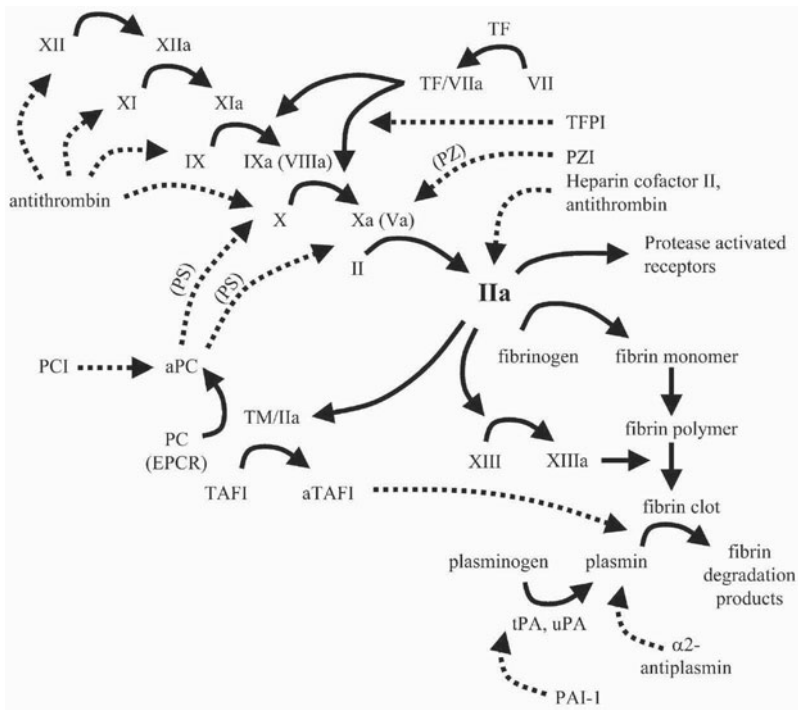 TF
XII
XIIa
TF/VIIa
VII
XI
XIa
TFPI
IX
IXa (VIIIa)
(PZ)
PZI
Heparin cofactor II,
antithrombin
antithrombin
X
Xa (Va)
Protease activated
receptors
(PS)
(PS)
II
IIa
fibrinogen
fibrin monomer
PCI
aPC
TM/IIa
PC
(EPCR)
fibrin polymer
XIII
XIIIa
TAFI
aTAFI
fibrin clot
plasminogen
plasmin
fibrin
degradation
products
tPA, uPA
α2-
antiplasmin
PAI-1